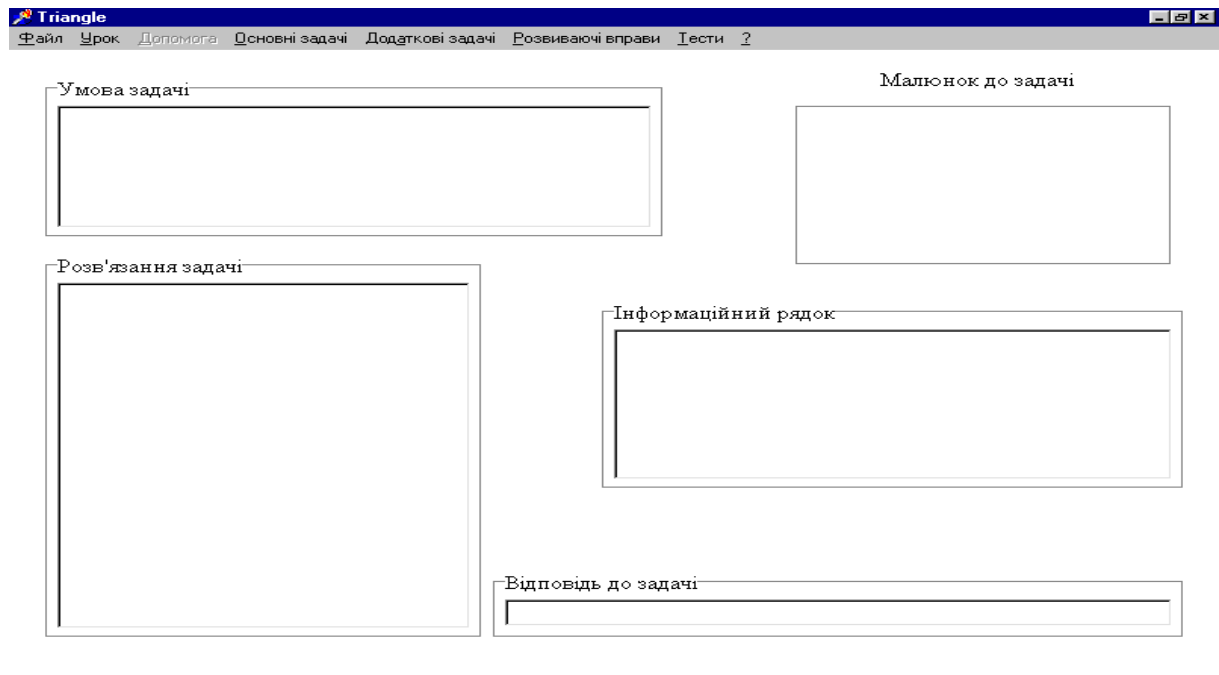 Triangle
Файл Урок Допомога Основні задачі Додаткові задачі Розвиваючі вправи Тести ?
Умова задачі
Малюнок до задачі
Розв'язання задачі
Інформаційний рядок
Відповідь до задачі